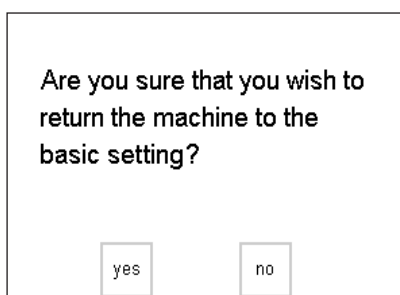 Are you sure that you wish to
return the machine to the
basic setting?
yes no